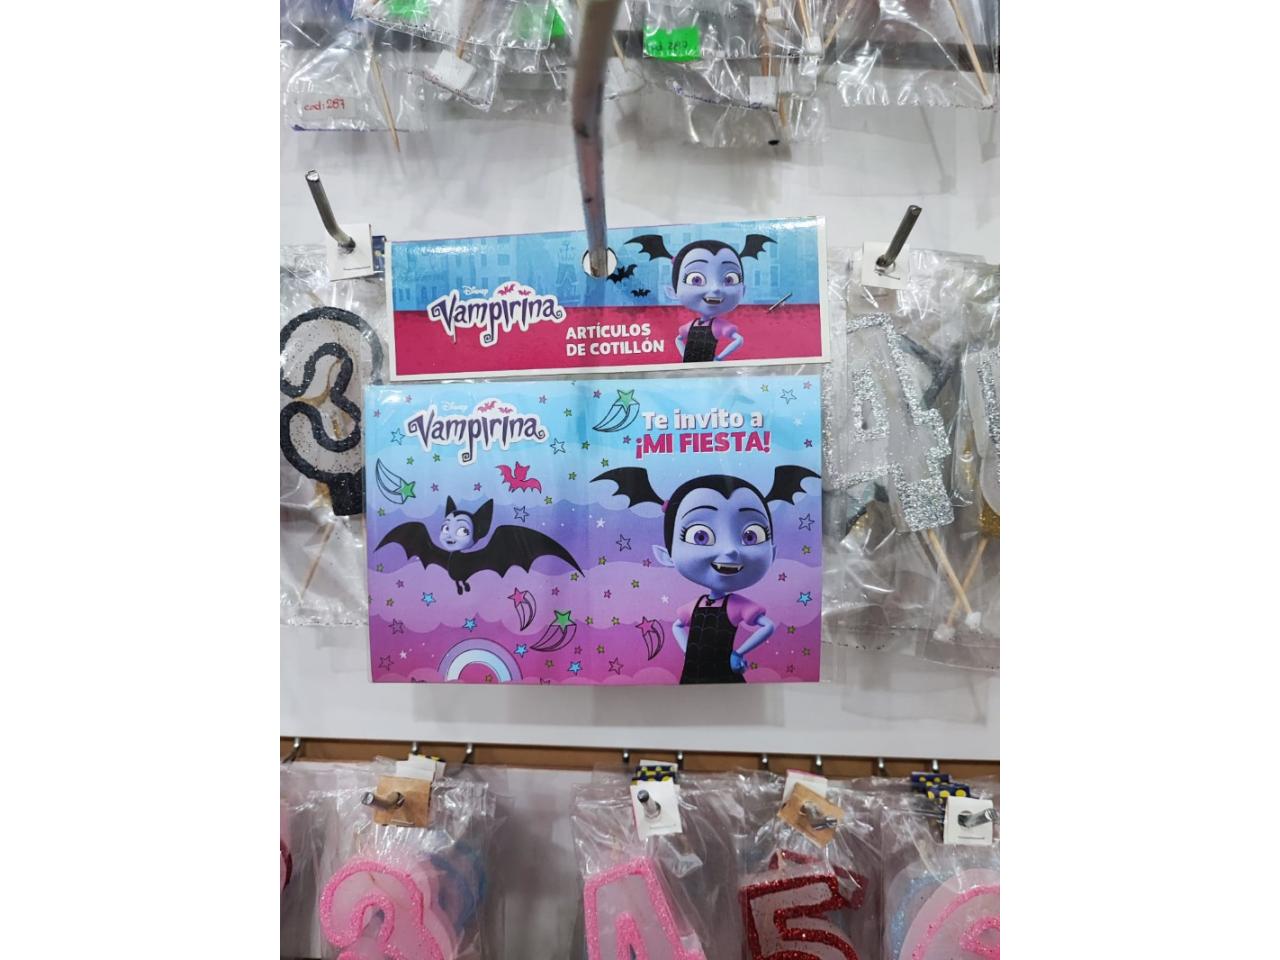 cod: 287
Disney
Vampirina
ARTÍCULOS
DE COTILLÓN
Disney
Vampirina
Te invito a
¡MI FIESTA!